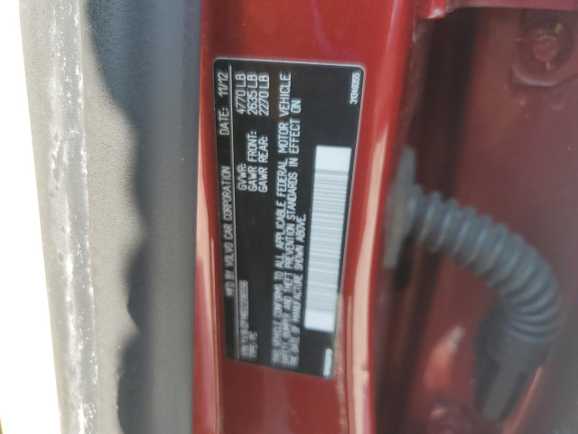 MFD BY VOLVO CAR CORPORATION DATE: 11/12
GVWR: 4770 LB
GAWR FRONT: 2635 LB
GAWR REAR: 2270 LB
THIS VEHICLE CONFORMS TO ALL APPLICABLE FEDERAL MOTOR VEHICLE
SAFETY, BUMPER, AND THEFT PREVENTION STANDARDS IN EFFECT ON
THE DATE OF MANUFACTURE SHOWN ABOVE.